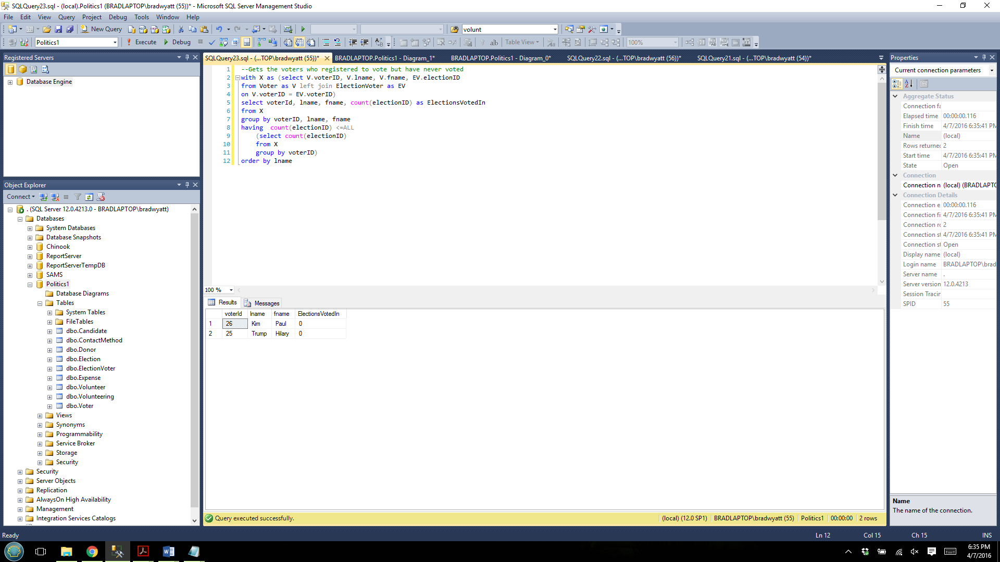 SQLQuery23.sql - (local).Politics1 (BRADLAPTOP\bradwyatt (55))* - Microsoft SQL Server Management Studio
File Edit View Query Project Debug Tools Window Help
New Query volunt
Politics1 Execute Debug Table View 100%
Registered Servers
Database Engine
Object Explorer
Connect
. (SQL Server 12.0.4213.0 - BRADLAPTOP\bradwyatt)
Databases
System Databases
Database Snapshots
Chinook
ReportServer
ReportServerTempDB
SAMS
Politics1
Database Diagrams
Tables
System Tables
FileTables
dbo.Candidate
dbo.ContactMethod
dbo.Donor
dbo.Election
dbo.ElectionVoter
dbo.Expense
dbo.Volunteer
dbo.Volunteering
dbo.Voter
Views
Synonyms
Programmability
Service Broker
Storage
Security
Security
Server Objects
Replication
AlwaysOn High Availability
Management
Integration Services Catalogs
SQLQuery23.sql - (...TOP\bradwyatt (55))* BRADLAPTOP.Politics1 - Diagram_1* BRADLAPTOP.Politics1 - Diagram_0* SQLQuery22.sql - (...TOP\bradwyatt (56))* SQLQuery21.sql - (...TOP\bradwyatt (54))*
1 --Gets the voters who registered to vote but have never voted
2 with X as (select V.voterID, V.lname, V.fname, EV.electionID
3 from Voter as V left join ElectionVoter as EV
4 on V.voterID = EV.voterID)
5 select voterId, lname, fname, count(electionID) as ElectionsVotedIn
6 from X
7 group by voterID, lname, fname
8 having  count(electionID) <=ALL
9 (select count(electionID)
10 from X
11 group by voterID)
12 order by lname
100 %
Results Messages
voterId lname fname ElectionsVotedIn
1 26 Kim Paul 0
2 25 Trump Hilary 0
Query executed successfully. (local) (12.0 SP1) BRADLAPTOP\bradwyatt (55) Politics1 00:00:00 2 rows
Properties
Current connection parameters
Aggregate Status
Connection fa
Elapsed time 00:00:00.116
Finish time 4/7/2016 6:35:41 PM
Name (local)
Rows returned 2
Start time 4/7/2016 6:35:41 PM
State Open
Connection
Connection n (local) (BRADLAPTO
Connection Details
Connection e 00:00:00.116
Connection fi 4/7/2016 6:35:41 PM
Connection ro 2
Connection st 4/7/2016 6:35:41 PM
Connection st Open
Display name (local)
Login name BRADLAPTOP\brad
Server name .
Server version 12.0.4213
Session Tracin
SPID 55
Name
The name of the connection.
Ready Ln 12 Col 15 Ch 15 INS
6:35 PM
4/7/2016